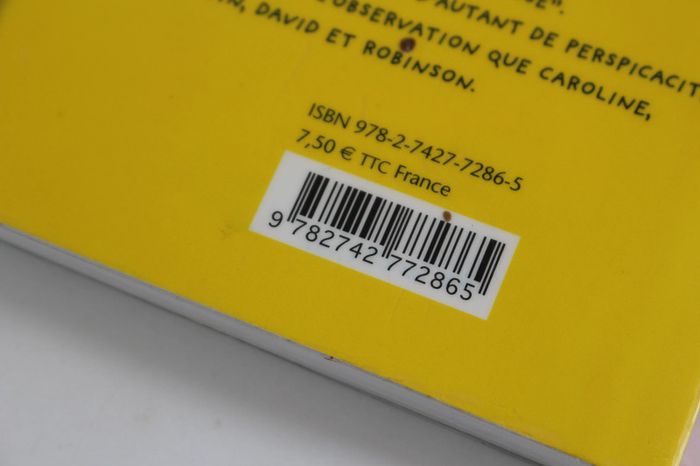 D'AUTANT DE PERSPICACIT
OBSERVATION QUE CAROLINE,
DAVID ET ROBINSON.
ISBN 978-2-7427-7286-5
7,50 € TTC France
9 782742 772865